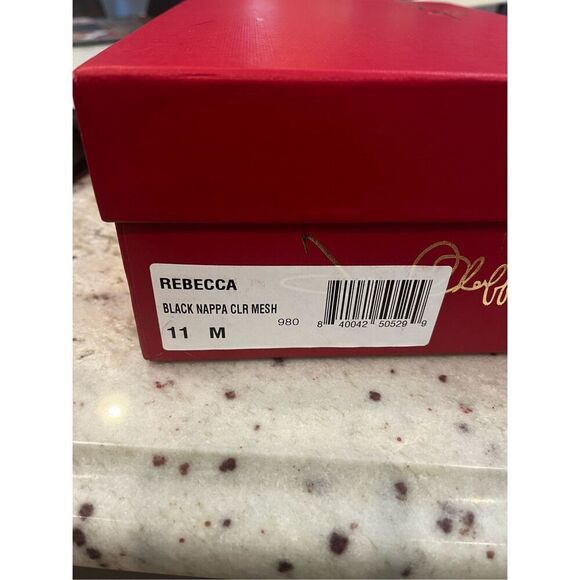 REBECCA
BLACK NAPPA CLR MESH
11 M
980
8 40042 50529 9